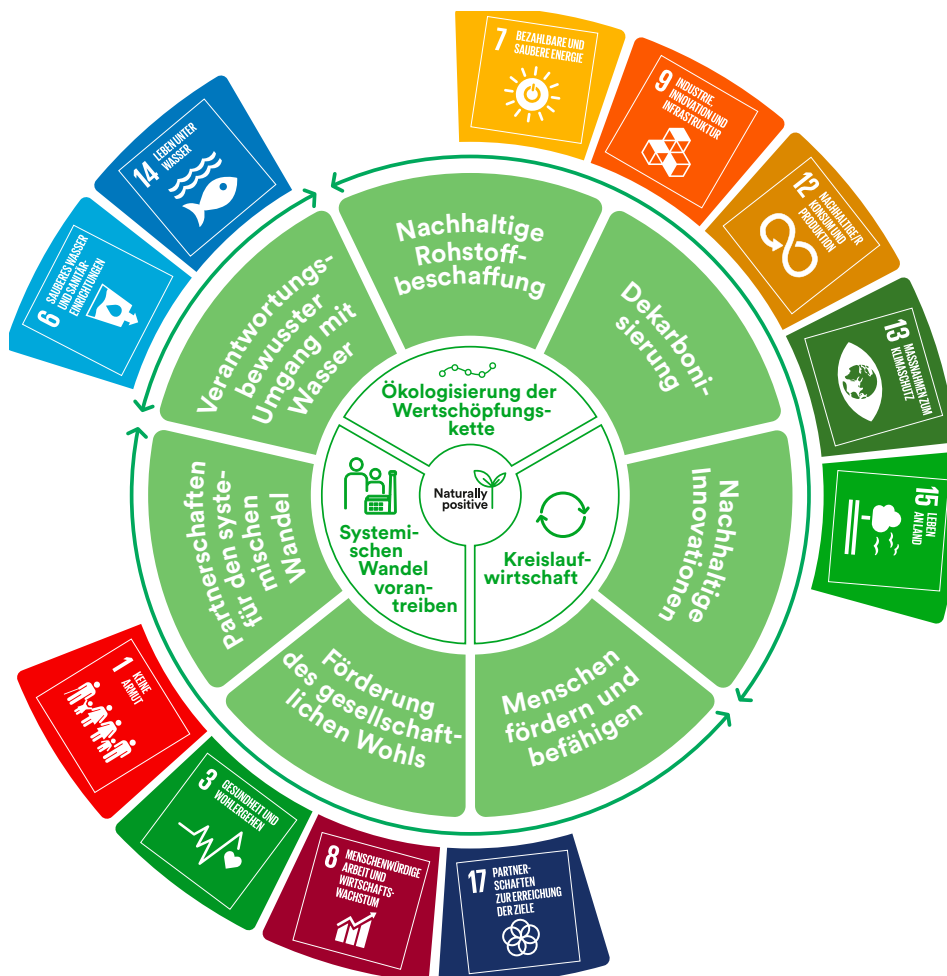 7 BEZAHLBARE UND
SAUBERE ENERGIE
9 INDUSTRIE,
INNOVATION UND
INFRASTRUKTUR
12 NACHHALTIGE/R
KONSUM UND
PRODUKTION
13 MASSNAHMEN ZUM
KLIMASCHUTZ
15 LEBEN
AN LAND
14 LEBEN UNTER
WASSER
6 SAUBERES WASSER
UND SANITÄR-
EINRICHTUNGEN
Nachhaltige
Rohstoff-
beschaffung
Dekarboni-
sierung
Nachhaltige
Innovationen
Menschen
fördern und
befähigen
Förderung
des gesellschaft-
lichen Wohls
Partnerschaften
für den syste-
mischen
Wandel
Verantwortungs-
bewusster
Umgang mit
Wasser
Ökologisierung der
Wertschöpfungs-
kette
Naturally
positive
Systemi-
schen
Wandel
voran-
treiben
Kreislauf-
wirtschaft
1 KEINE
ARMUT
3 GESUNDHEIT UND
WOHLERGEHEN
8 MENSCHENWÜRDIGE
ARBEIT UND
WIRTSCHAFTS-
WACHSTUM
17 PARTNER-
SCHAFTEN
ZUR ERREICHUNG
DER ZIELE